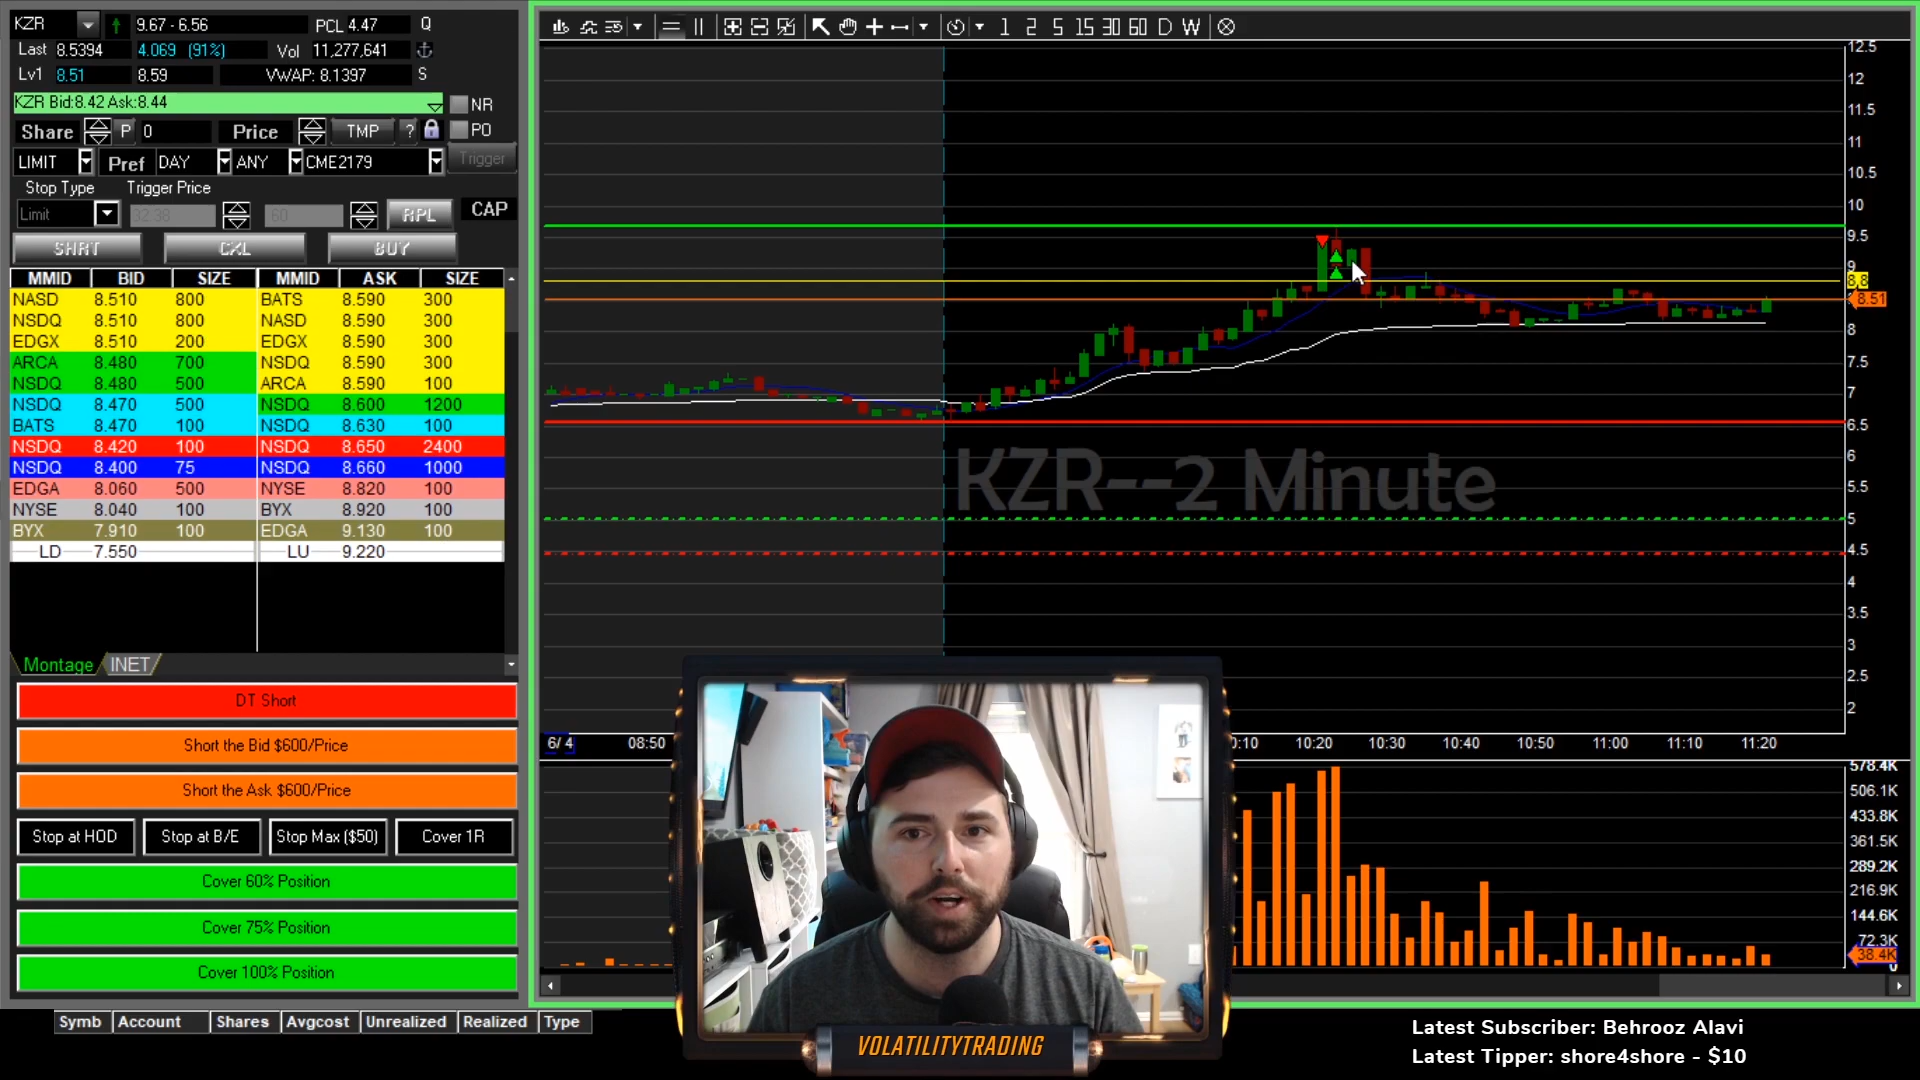 KZR 9.67 - 6.56 PCL 4.47 Q
Last 8.5394 4.069 (91%) Vol 11,277,641
Lv1 8.51 8.59 VWAP: 8.1397 S
KZR Bid:8.42 Ask:8.44 NR
Share P 0 Price TMP ? PO
LIMIT Pref DAY ANY CME2179 Trigger
Stop Type Trigger Price
Limit 32.38 60 RPL CAP
SHRT CXL BUY
MMID BID SIZE MMID ASK SIZE
NASD 8.510 800 BATS 8.590 300
NSDQ 8.510 800 NASD 8.590 300
EDGX 8.510 200 EDGX 8.590 300
ARCA 8.480 700 NSDQ 8.590 300
NSDQ 8.480 500 ARCA 8.590 100
NSDQ 8.470 500 NSDQ 8.600 1200
BATS 8.470 100 NSDQ 8.630 100
NSDQ 8.420 100 NSDQ 8.650 2400
NSDQ 8.400 75 NSDQ 8.660 1000
EDGA 8.060 500 NYSE 8.820 100
NYSE 8.040 100 BYX 8.920 100
BYX 7.910 100 EDGA 9.130 100
LD 7.550 LU 9.220
Montage INET
DT Short
Short the Bid $600/Price
Short the Ask $600/Price
Stop at HOD Stop at B/E Stop Max ($50) Cover 1R
Cover 60% Position
Cover 75% Position
Cover 100% Position
Symb Account Shares Avgcost Unrealized Realized Type
1 2 5 15 30 60 D W
12.5
12
11.5
11
10.5
10
9.5
9
8.8
8.51
8
7.5
7
6.5
6
5.5
5
4.5
4
3.5
3
2.5
2
KZR--2 Minute
6/ 4 08:50 0:10 10:20 10:30 10:40 10:50 11:00 11:10 11:20
578.4K
506.1K
433.8K
361.5K
289.2K
216.9K
144.6K
72.3K
38.4K
0
VOLATILITYTRADING
Latest Subscriber: Behrooz Alavi
Latest Tipper: shore4shore - $10